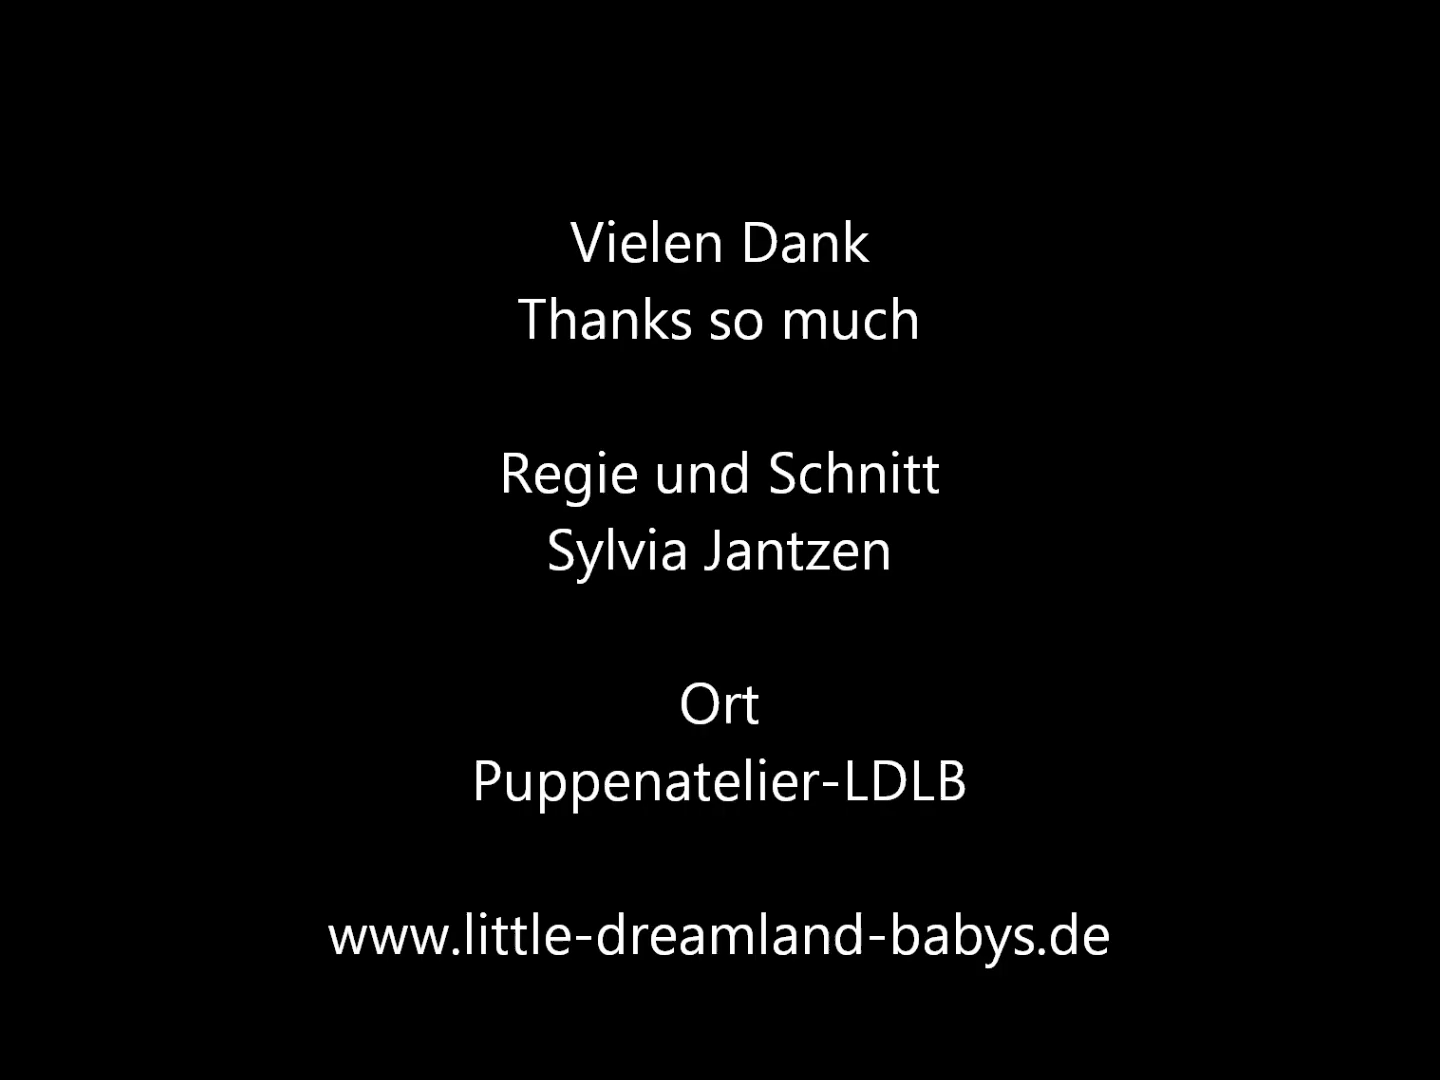 Vielen Dank
Thanks so much
Regie und Schnitt
Sylvia Jantzen
Ort
Puppenatelier-LDLB
www.little-dreamland-babys.de